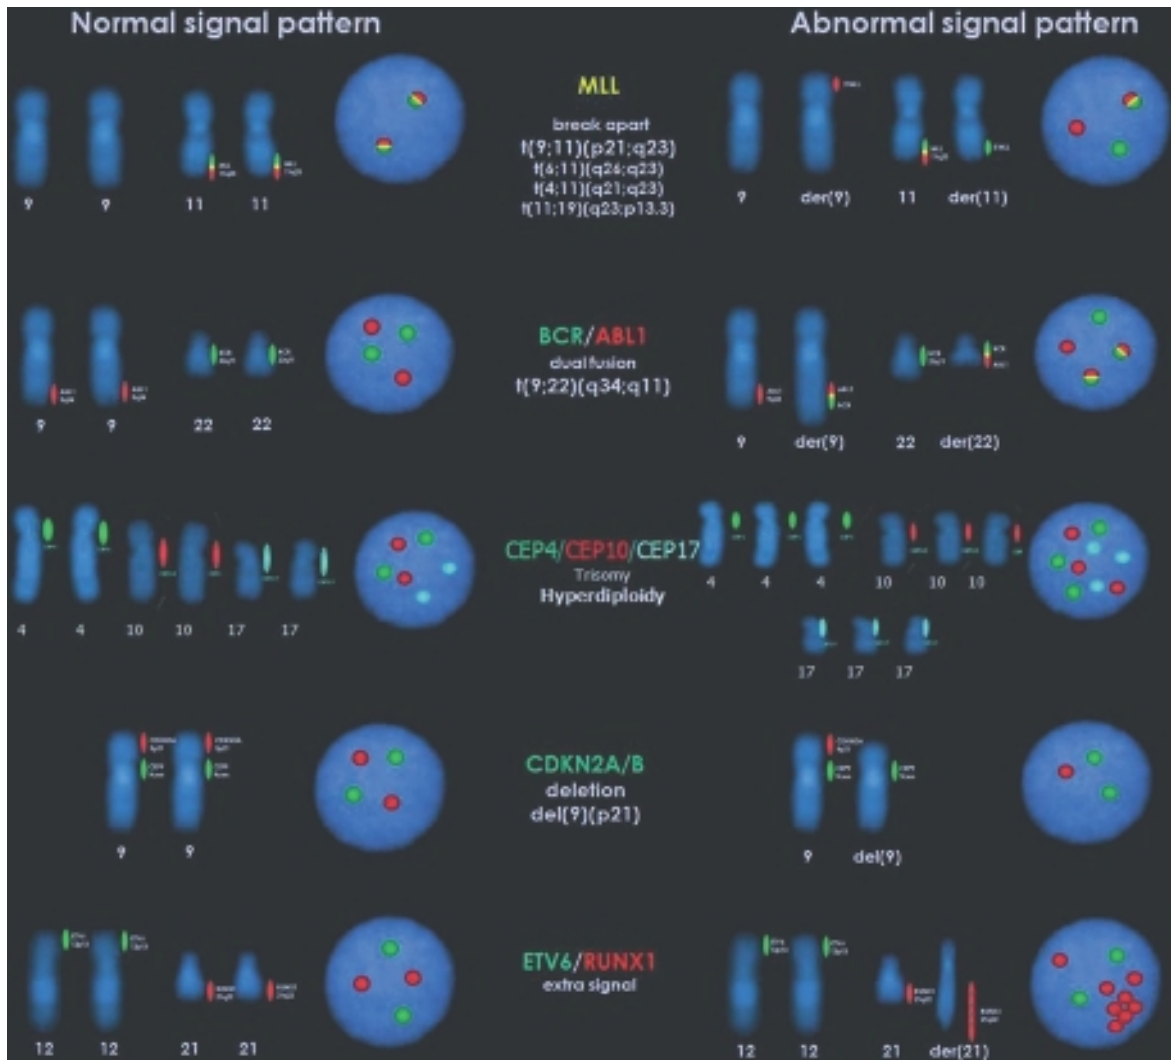 Normal signal pattern
Abnormal signal pattern
MLL
break apart
t(9;11)(p21;q23)
t(6;11)(q26;q23)
t(4;11)(q21;q23)
t(11;19)(q23;p13.3)
9 9 11 11
9 der(9) 11 der(11)
BCR/ABL1
dual fusion
t(9;22)(q34;q11)
9 9 22 22
9 der(9) 22 der(22)
CEP4/CEP10/CEP17
Trisomy
Hyperdiploidy
4 4 10 10 17 17
4 4 4 10 10 10
17 17 17
CDKN2A/B
deletion
del(9)(p21)
9 9
9 del(9)
ETV6/RUNX1
extra signal
12 12 21 21
12 12 21 der(21)